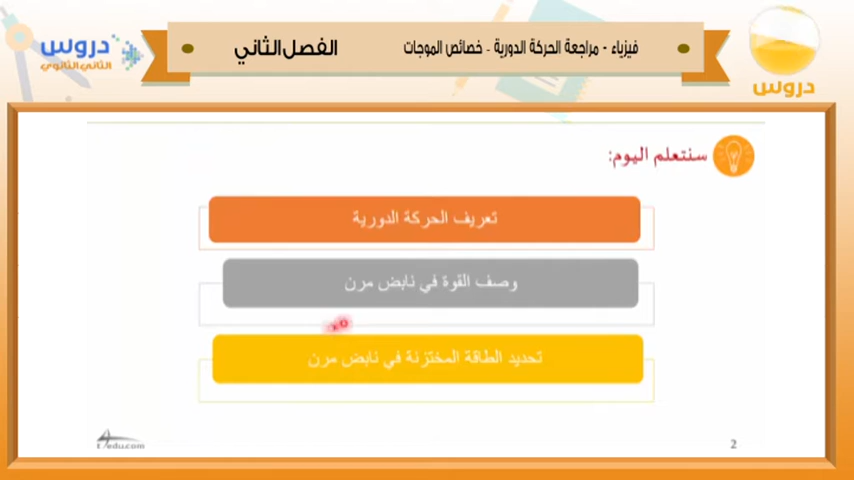 دروس
الثاني الثانوي
فيزياء - مراجعة الحركة الدورية - خصائص الموجات
الفصل الثاني
دروس
سنتعلم اليوم:
تعريف الحركة الدورية
وصف القوة في نابض مرن
تحديد الطاقة المختزنة في نابض مرن
2